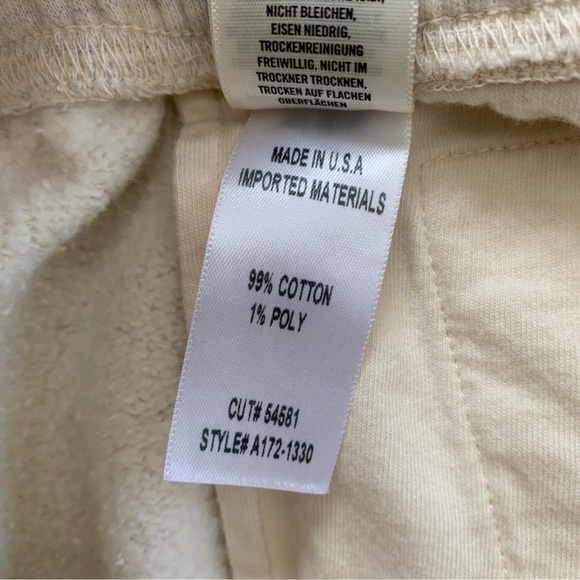 NICHT BLEICHEN,
EISEN NIEDRIG,
TROCKENREINIGUNG
FREIWILLIG. NICHT IM
TROCKNER TROCKNEN,
TROCKEN AUF FLACHEN
OBERFLÄCHEN
MADE IN U.S.A
IMPORTED MATERIALS
99% COTTON
1% POLY
CUT# 54581
STYLE# A172-1330